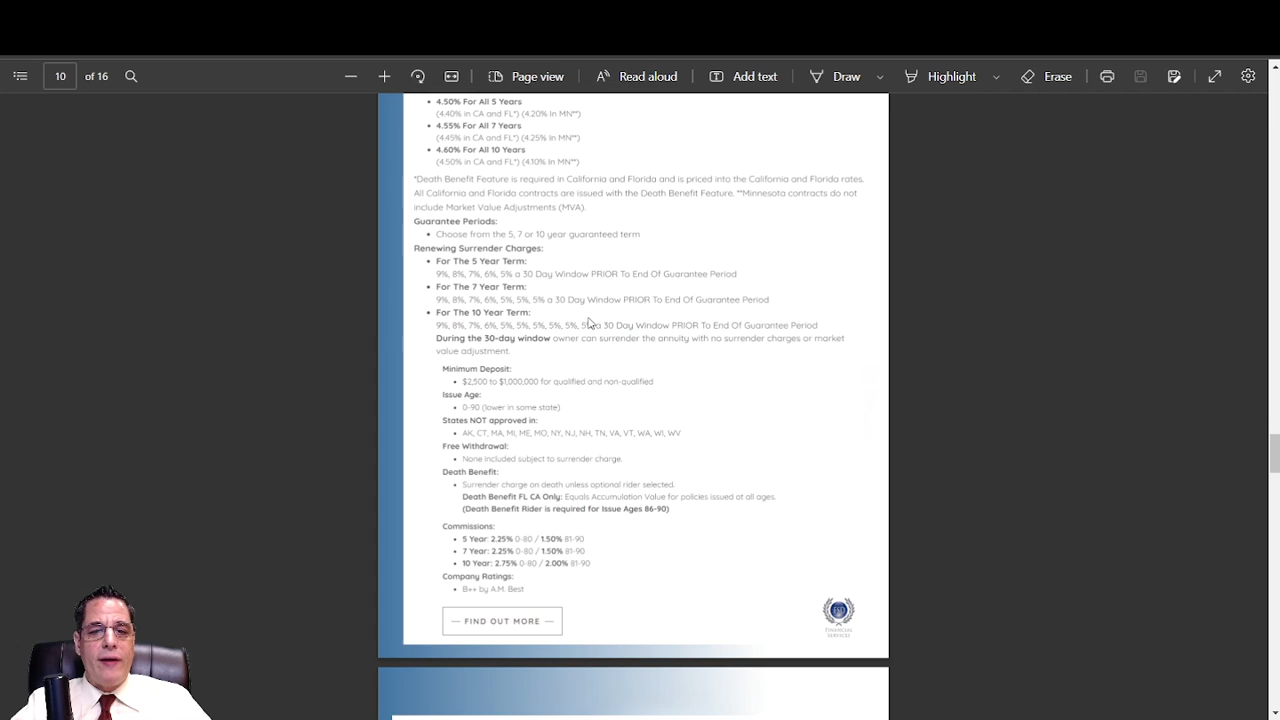 10 of 16
Page view
Read aloud
Add text
Draw
Highlight
Erase
• 4.50% For All 5 Years
(4.40% in CA and FL*) (4.20% In MN**)
• 4.55% For All 7 Years
(4.45% in CA and FL*) (4.25% In MN**)
• 4.60% For All 10 Years
(4.50% in CA and FL*) (4.10% In MN**)
*Death Benefit Feature is required in California and Florida and is priced into the California and Florida rates.
All California and Florida contracts are issued with the Death Benefit Feature. **Minnesota contracts do not
include Market Value Adjustments (MVA).
Guarantee Periods:
• Choose from the 5, 7 or 10 year guaranteed term
Renewing Surrender Charges:
• For The 5 Year Term:
9%, 8%, 7%, 6%, 5% a 30 Day Window PRIOR To End Of Guarantee Period
• For The 7 Year Term:
9%, 8%, 7%, 6%, 5%, 5%, 5% a 30 Day Window PRIOR To End Of Guarantee Period
• For The 10 Year Term:
9%, 8%, 7%, 6%, 5%, 5%, 5%, 5%, 5%, 5% a 30 Day Window PRIOR To End Of Guarantee Period
During the 30-day window owner can surrender the annuity with no surrender charges or market
value adjustment.
Minimum Deposit:
• $2,500 to $1,000,000 for qualified and non-qualified
Issue Age:
• 0-90 (lower in some state)
States NOT approved in:
• AK, CT, MA, MI, ME, MO, NY, NJ, NH, TN, VA, VT, WA, WI, WV
Free Withdrawal:
• None included subject to surrender charge.
Death Benefit:
• Surrender charge on death unless optional rider selected.
Death Benefit FL CA Only: Equals Accumulation Value for policies issued at all ages.
(Death Benefit Rider is required for Issue Ages 86-90)
Commissions:
• 5 Year: 2.25% 0-80 / 1.50% 81-90
• 7 Year: 2.25% 0-80 / 1.50% 81-90
• 10 Year: 2.75% 0-80 / 2.00% 81-90
Company Ratings:
• B++ by A.M. Best
— FIND OUT MORE —
FINANCIAL
SERVICES